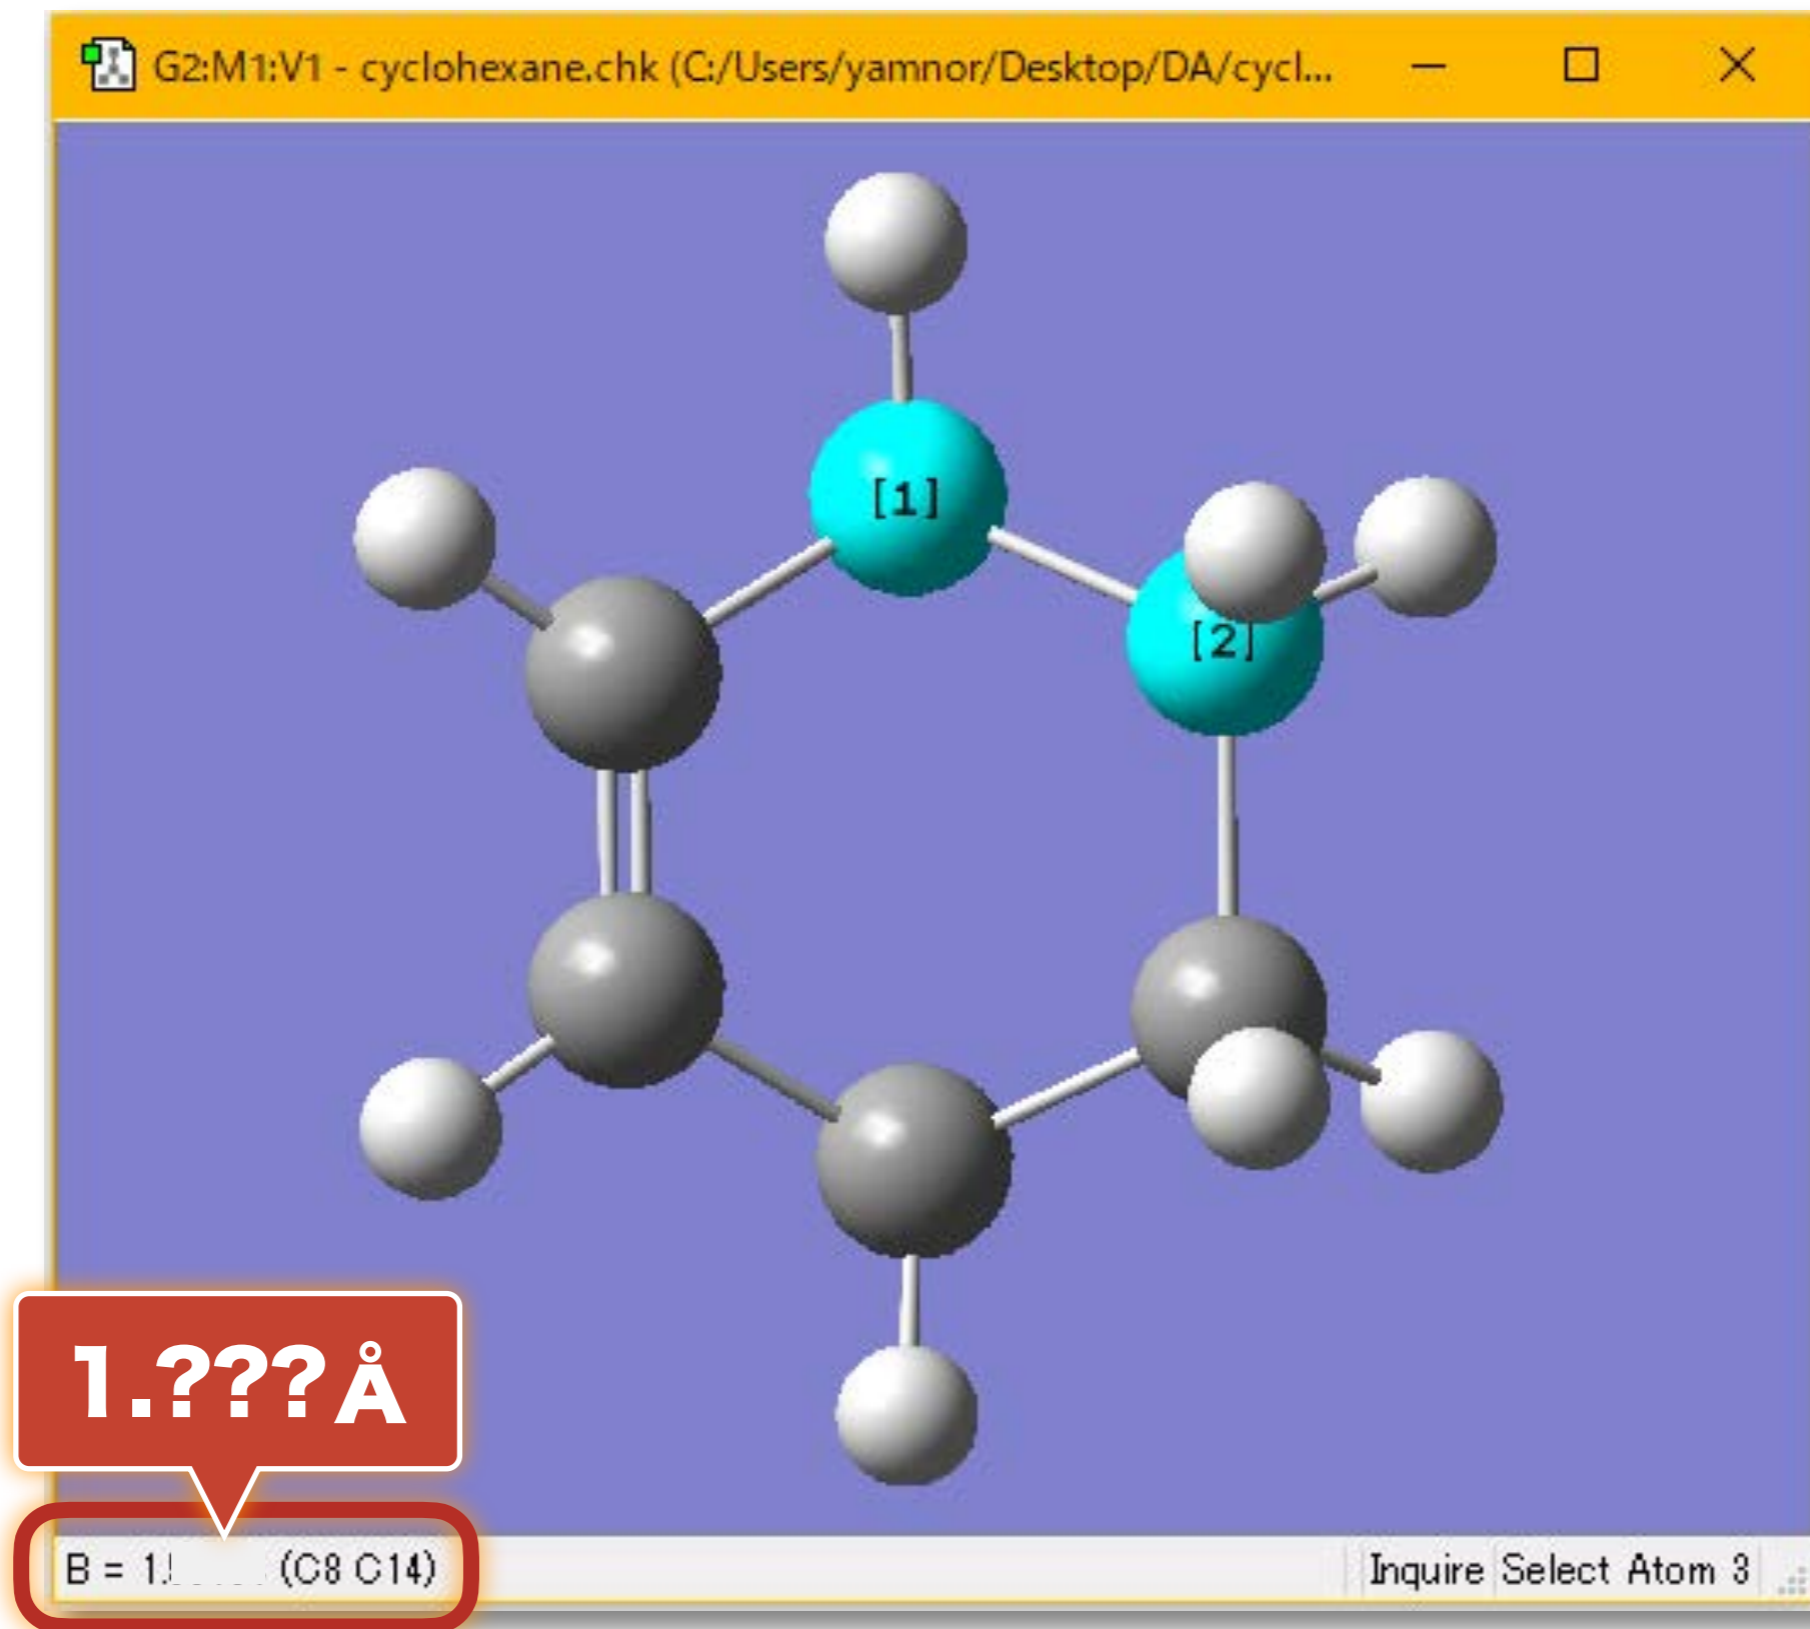 G2:M1:V1 - cyclohexane.chk (C:/Users/yamnor/Desktop/DA/cycl...
[1]
[2]
1.???Å
B = 1. (C8 C14)
Inquire Select Atom 3